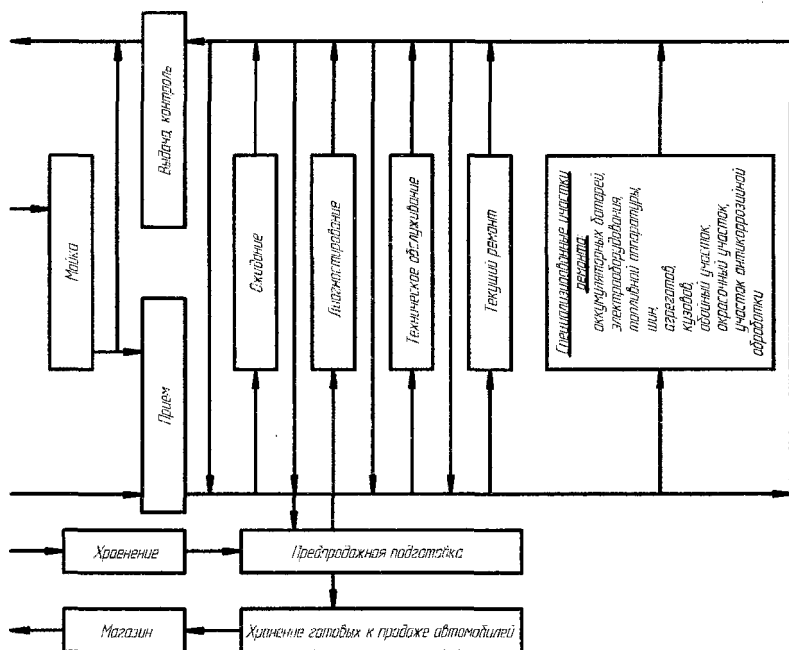 Мойка
Выдача, контроль
Прием
Ожидание
Диагностирование
Техническое обслуживание
Текущий ремонт
Специализированные участки
ремонта:
аккумуляторных батарей,
электрооборудования,
топливной аппаратуры,
шин,
агрегатов,
кузовов,
обойный участок,
окрасочный участок,
участок антикоррозийной
обработки
Хранение
Предпродажная подготовка
Магазин
Хранение готовых к продаже автомобилей